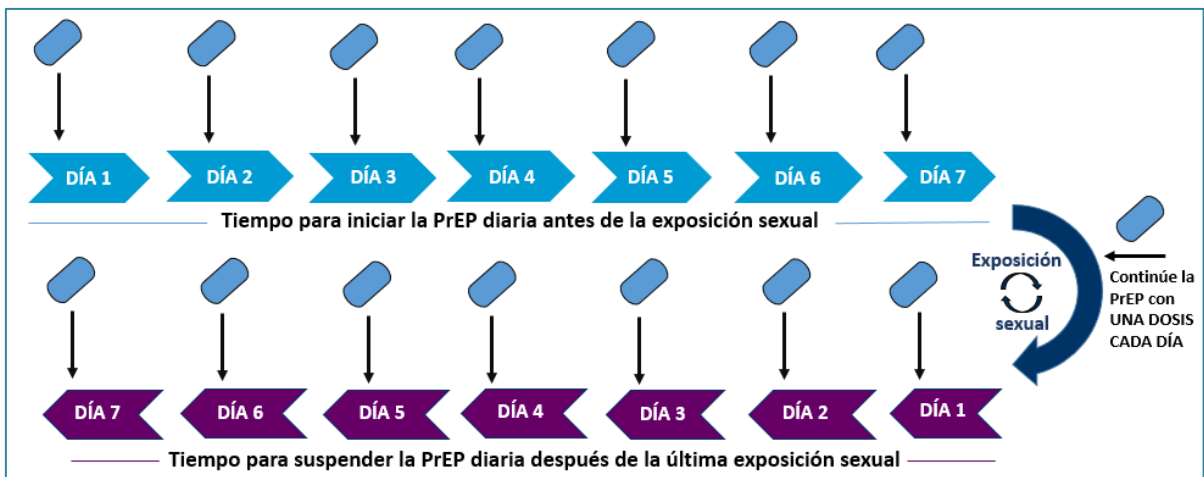 DÍA 1
DÍA 2
DÍA 3
DÍA 4
DÍA 5
DÍA 6
DÍA 7
Tiempo para iniciar la PrEP diaria antes de la exposición sexual
Exposición
sexual
Continúe la
PrEP con
UNA DOSIS
CADA DÍA
DÍA 7
DÍA 6
DÍA 5
DÍA 4
DÍA 3
DÍA 2
DÍA 1
Tiempo para suspender la PrEP diaria después de la última exposición sexual